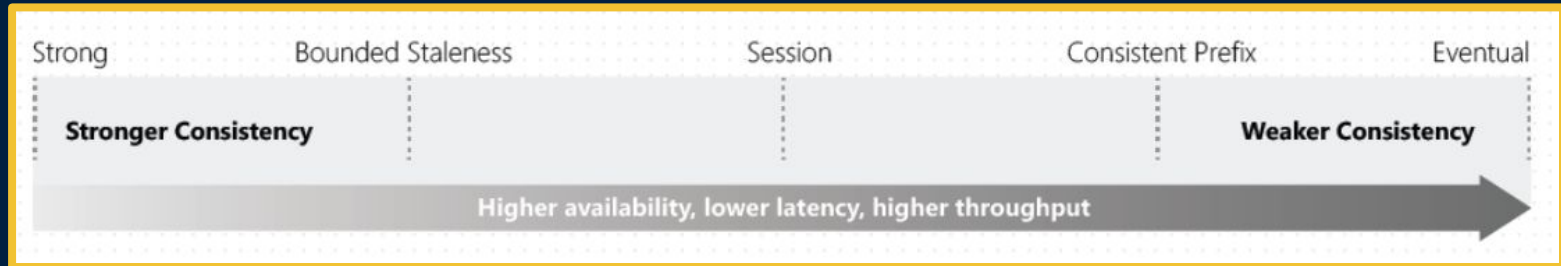 Strong Bounded Staleness Session Consistent Prefix Eventual
Stronger Consistency Weaker Consistency
Higher availability, lower latency, higher throughput